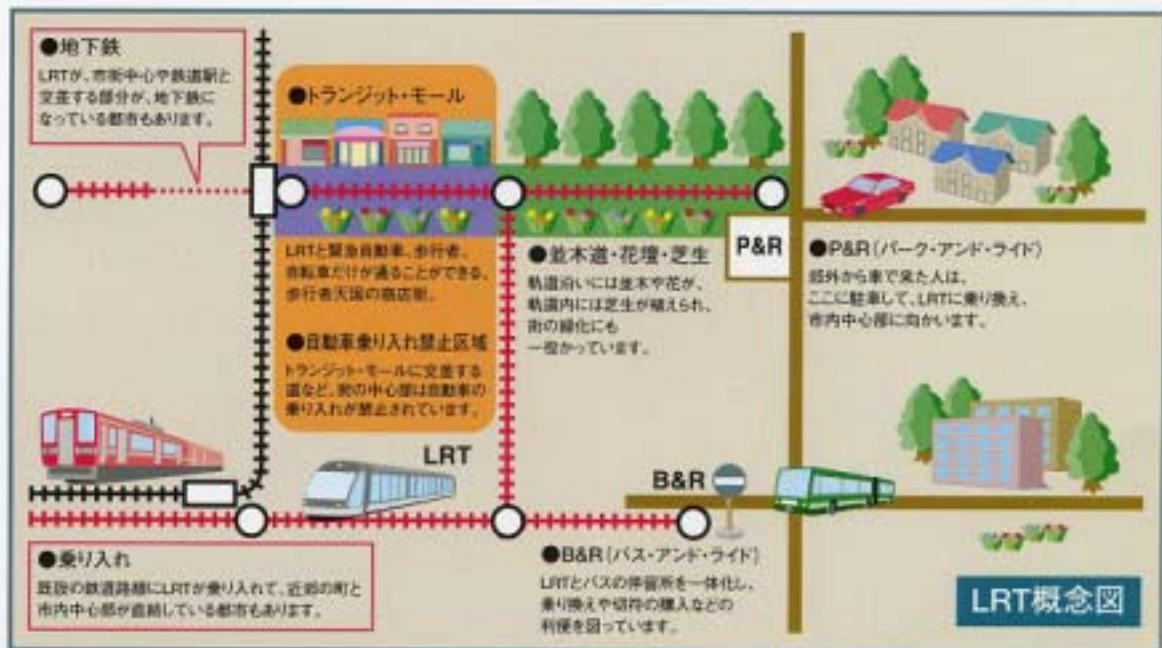 ●地下鉄
LRTが、市街中心や鉄道駅と
交差する部分が、地下鉄に
なっている都市もあります。
●トランジット・モール
LRTと緊急自動車、歩行者、
自転車だけが通ることができる、
歩行者天国の商店街。
●自動車乗り入れ禁止区域
トランジット・モールに交差する
道など、街の中心部は自動車の
乗り入れが禁止されています。
●並木道・花壇・芝生
軌道沿いには並木や花が、
軌道内には芝生が植えられ、
街の緑化にも
一役かっています。
P&R
●P&R(パーク・アンド・ライド)
郊外から車で来た人は、
ここに駐車して、LRTに乗り換え、
市内中心部に向かいます。
LRT
B&R
●乗り入れ
既設の鉄道路線にLRTが乗り入れて、近郊の町と
市内中心部が直結している都市もあります。
●B&R(バス・アンド・ライド)
LRTとバスの停留所を一体化し、
乗り換えや切符の購入などの
利便を図っています。
LRT概念図